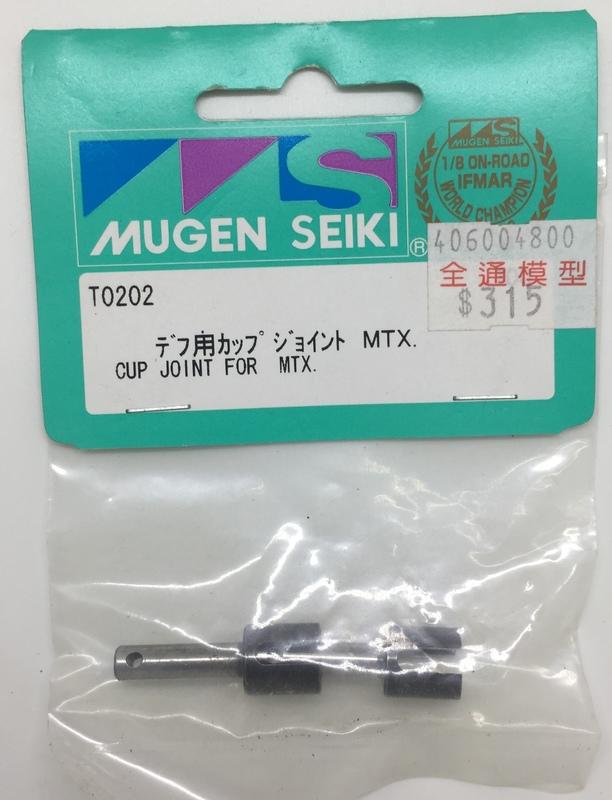 MUGEN SEIKI®
MUGEN SEIKI
1/8 ON-ROAD
IFMAR
WORLD CHAMPION
406004800
全通模型
$315
T0202
デフ用カップジョイント MTX.
CUP JOINT FOR MTX.